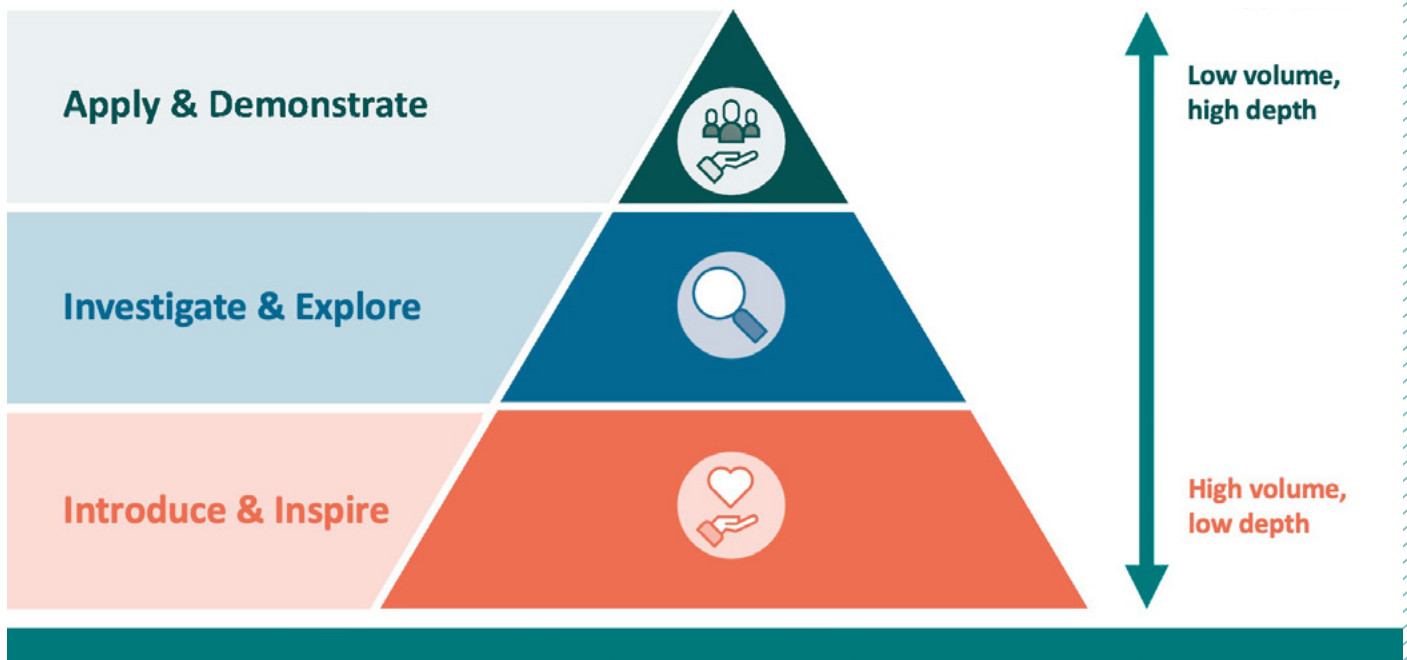 Apply & Demonstrate
Low volume,
high depth
Investigate & Explore
Introduce & Inspire
High volume,
low depth